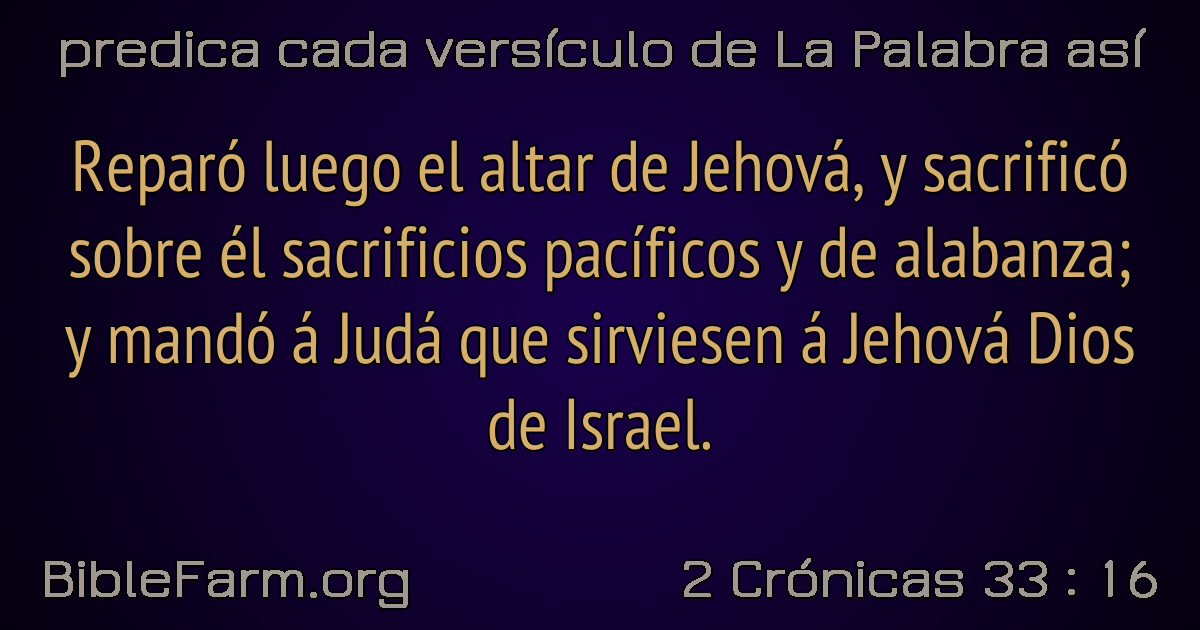 predica cada versículo de La Palabra así
Reparó luego el altar de Jehová, y sacrificó
sobre él sacrificios pacíficos y de alabanza;
y mandó á Judá que sirviesen á Jehová Dios
de Israel.
BibleFarm.org
2 Crónicas 33 : 16